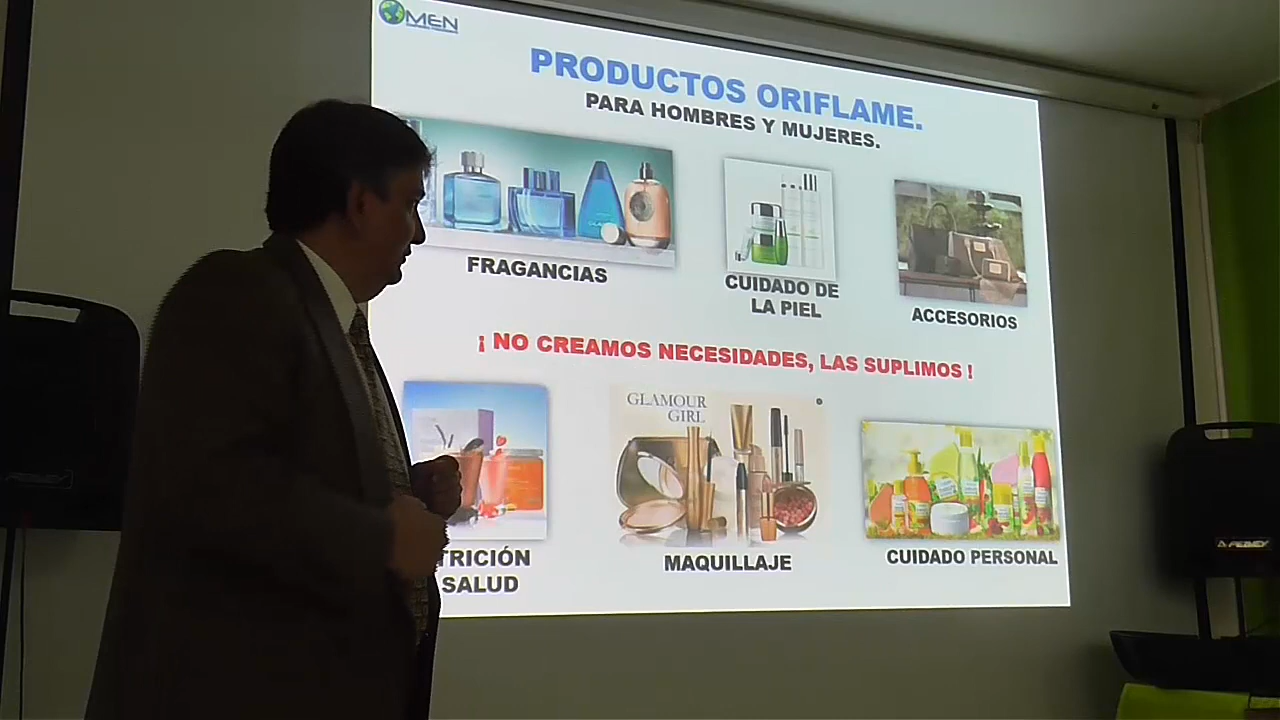 OMEN
PRODUCTOS ORIFLAME.
PARA HOMBRES Y MUJERES.
FRAGANCIAS
CUIDADO DE
LA PIEL
ACCESORIOS
¡ NO CREAMOS NECESIDADES, LAS SUPLIMOS !
GLAMOUR
GIRL
TRICIÓN
SALUD
MAQUILLAJE
CUIDADO PERSONAL